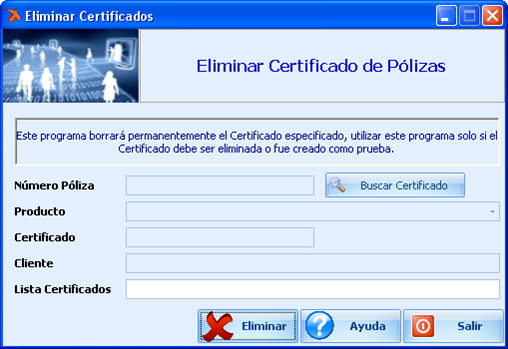 Eliminar Certificados
Eliminar Certificado de Pólizas
Este programa borrará permanentemente el Certificado especificado, utilizar este programa solo si el
Certificado debe ser eliminada o fue creado como prueba.
Número Póliza
Buscar Certificado
Producto
Certificado
Cliente
Lista Certificados
Eliminar
Ayuda
Salir